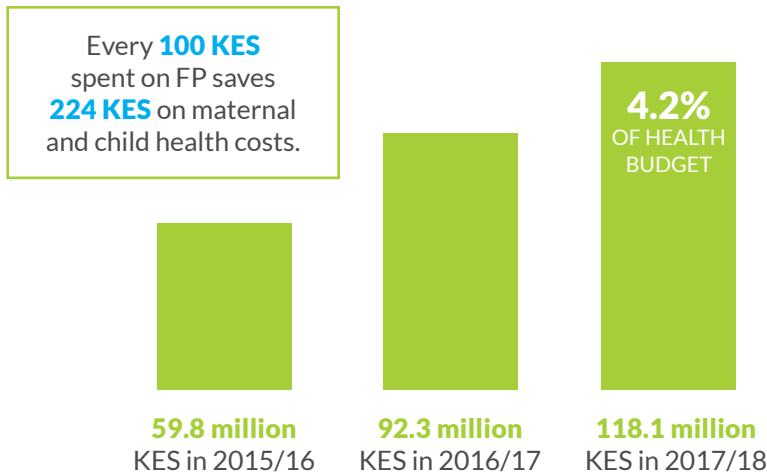 Every 100 KES
spent on FP saves
224 KES on maternal
and child health costs.
4.2%
OF HEALTH
BUDGET
59.8 million
KES in 2015/16
92.3 million
KES in 2016/17
118.1 million
KES in 2017/18